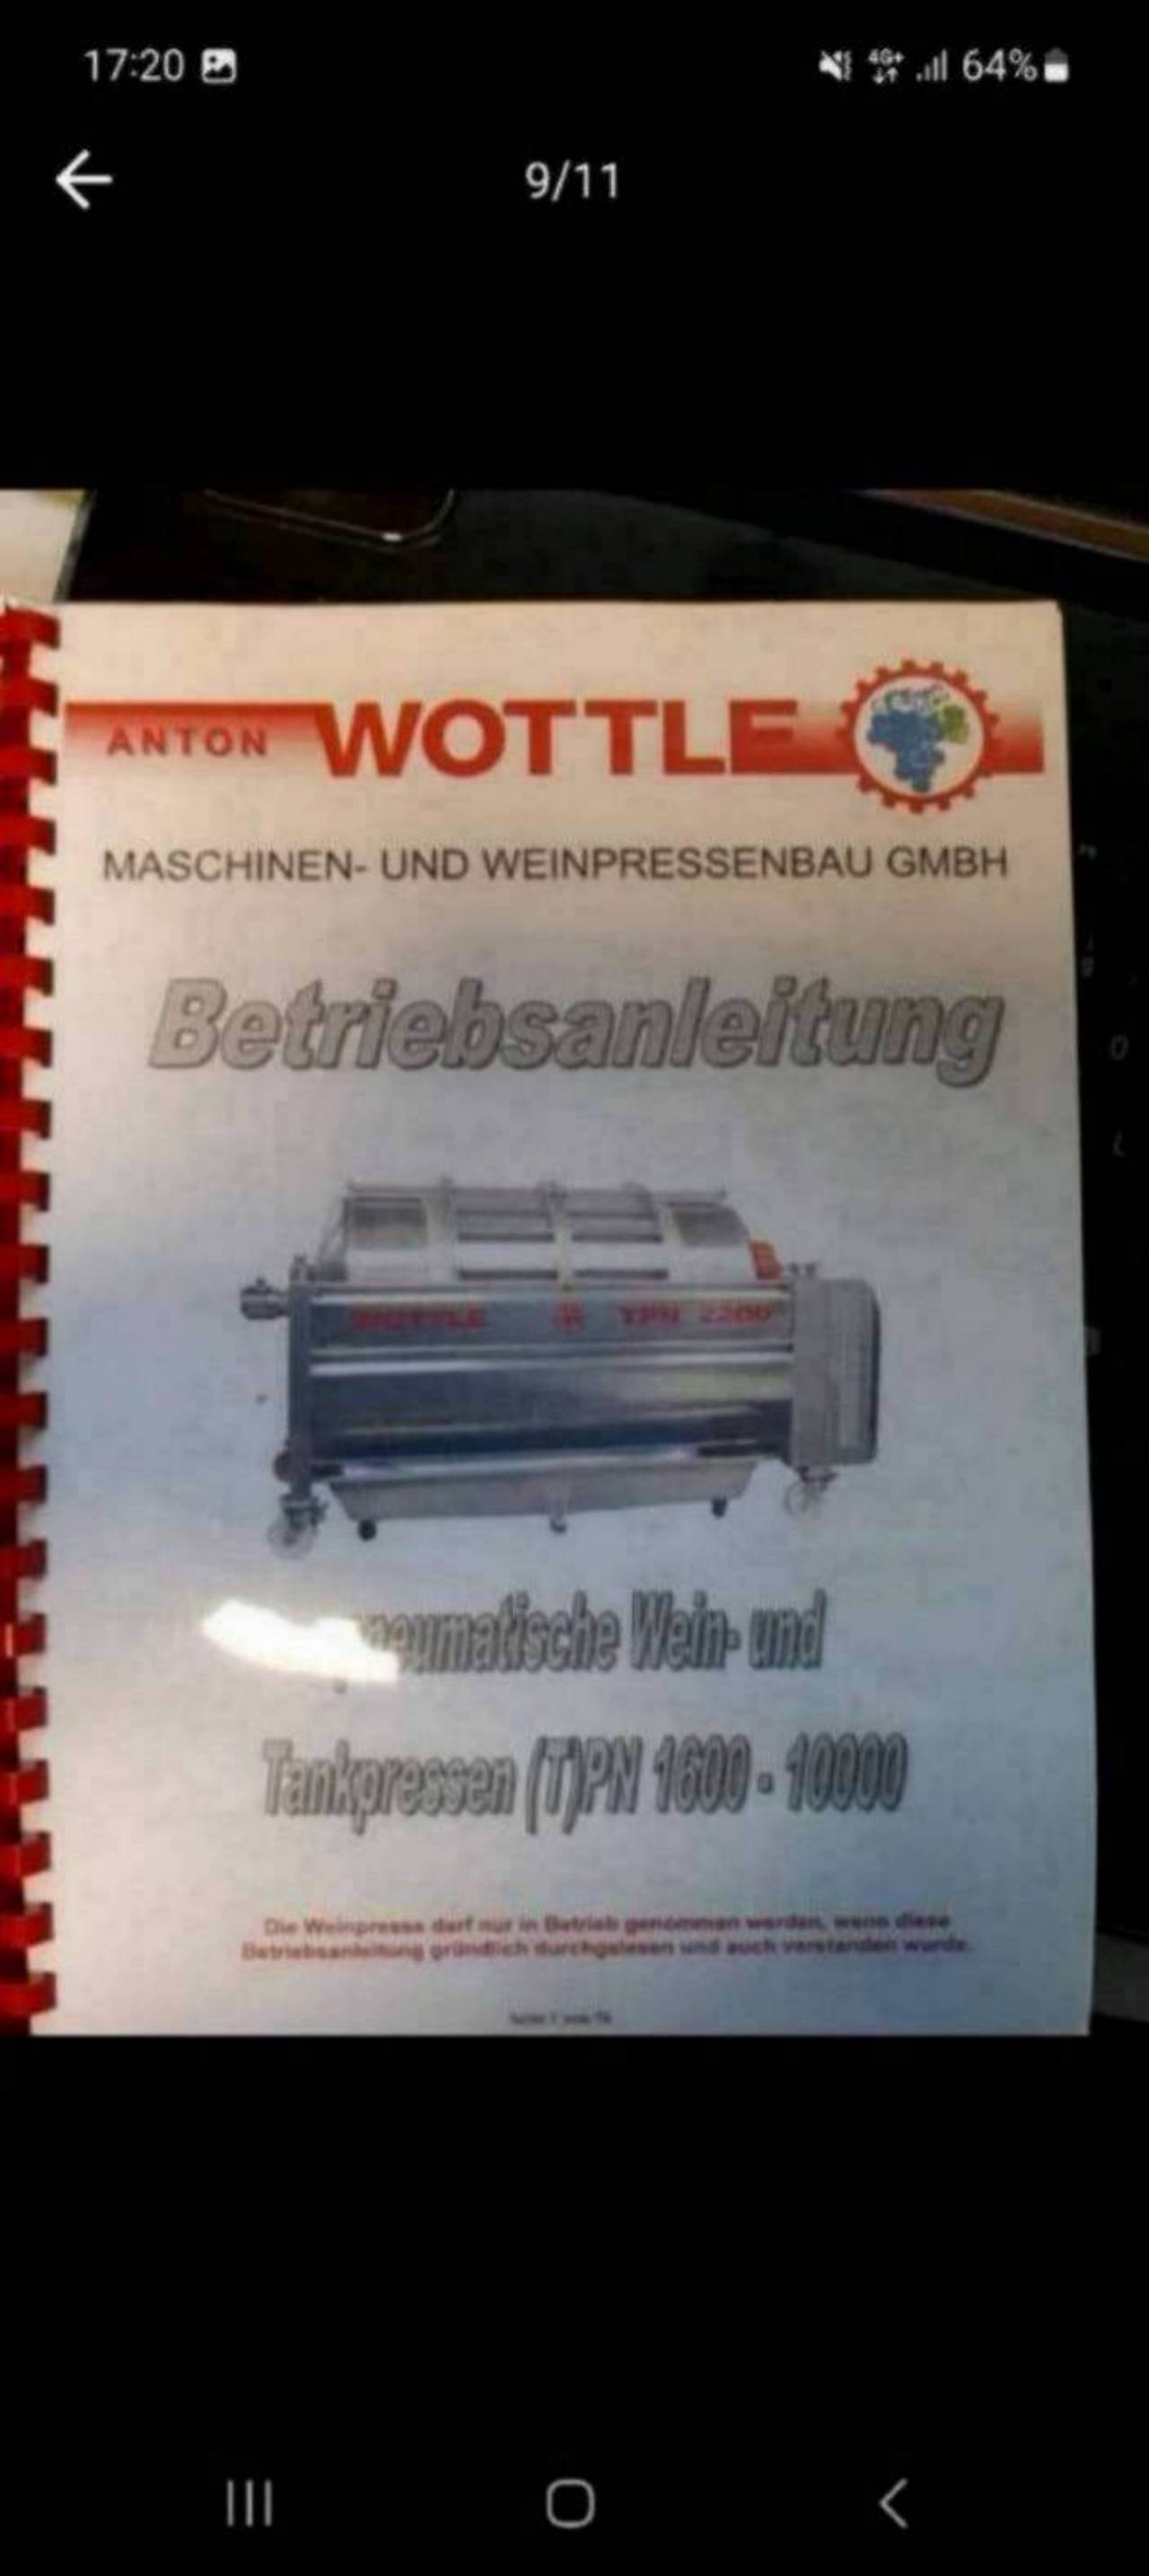 17:20 4G+ 64%
9/11
ANTON WOTTLE
MASCHINEN- UND WEINPRESSENBAU GMBH
Betriebsanleitung
WOTTLE TPN 2200
pneumatische Wein- und
Tankpressen (T)PN 1600 - 10000
Die Weinpresse darf nur in Betrieb genommen werden, wenn diese
Betriebsanleitung gründlich durchgelesen und auch verstanden wurde.